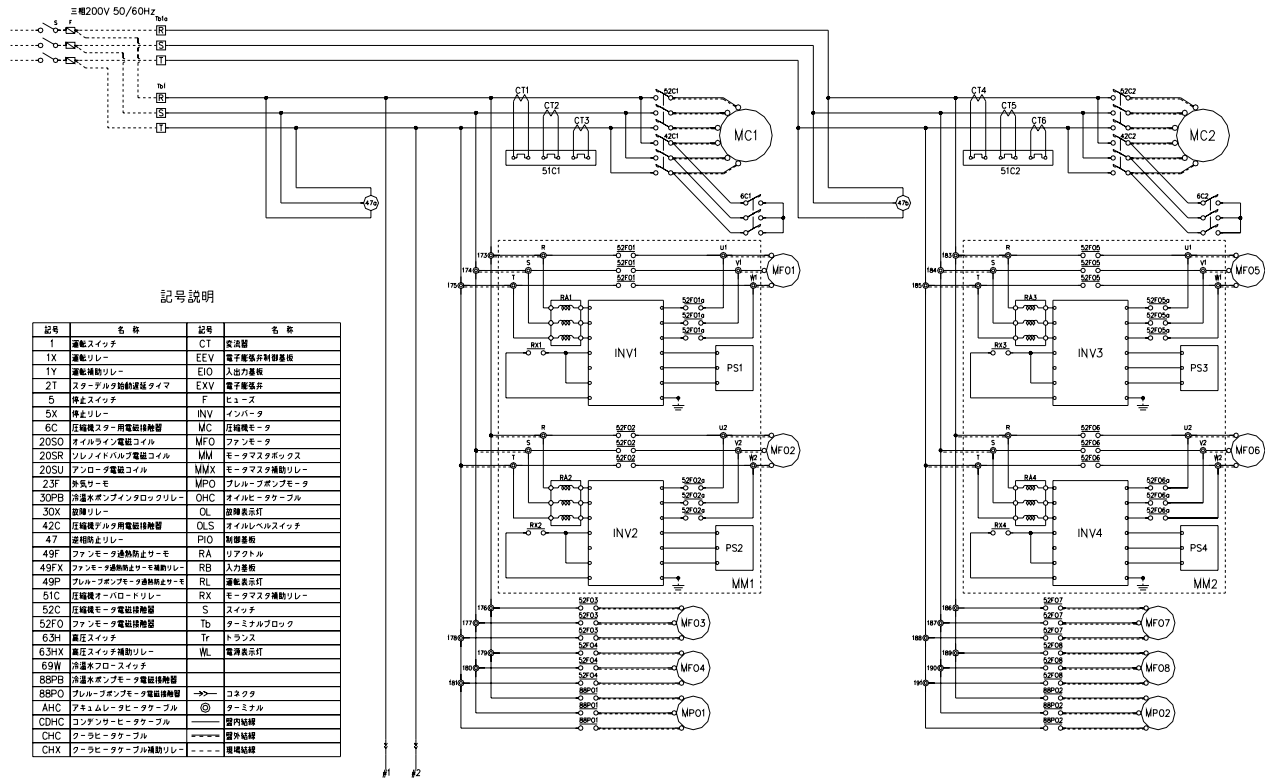 三相200V 50/60Hz
S F Tb1a
R
S
T
Tb1
R
S
T
CT1
CT2
CT3
52C1
42C1
MC1
51C1
6C1
47a
CT4
CT5
CT6
52C2
42C2
MC2
51C2
6C2
47b
173 R 52F01 U1
174 S 52F01 V1 MF01
175 T 52F01 W1
RA1 52F01a
52F01a
52F01a
RX1 INV1 PS1
R 52F02 U2
S 52F02 V2 MF02
T 52F02 W2
RA2 52F02a
52F02a
52F02a
RX2 INV2 PS2
MM1
176 52F03
177 52F03 MF03
178 52F03
179 52F04
180 52F04 MF04
181 52F04
88P01
88P01 MP01
88P01
183 R 52F05 U1
184 S 52F05 V1 MF05
185 T 52F05 W1
RA3 52F05a
52F05a
52F05a
RX3 INV3 PS3
R 52F06 U2
S 52F06 V2 MF06
T 52F06 W2
RA4 52F06a
52F06a
52F06a
RX4 INV4 PS4
MM2
186 52F07
187 52F07 MF07
188 52F07
189 52F08
190 52F08 MF08
191 52F08
88P02
88P02 MP02
88P02
#1 #2
記号説明
記号 名 称 記号 名 称
1 運転スイッチ CT 変流器
1X 運転リレー EEV 電子膨張弁制御基板
1Y 運転補助リレー EIO 入出力基板
2T スターデルタ始動遅延タイマ EXV 電子膨張弁
5 停止スイッチ F ヒューズ
5X 停止リレー INV インバータ
6C 圧縮機スター用電磁接触器 MC 圧縮機モータ
20SO オイルライン電磁コイル MFO ファンモータ
20SR ソレノイドバルブ電磁コイル MM モータマスタボックス
20SU アンローダ電磁コイル MMX モータマスタ補助リレー
23F 外気サーモ MPO プレルーブポンプモータ
30PB 冷温水ポンプインタロックリレー OHC オイルヒータケーブル
30X 故障リレー OL 故障表示灯
42C 圧縮機デルタ用電磁接触器 OLS オイルレベルスイッチ
47 逆相防止リレー PIO 制御基板
49F ファンモータ過熱防止サーモ RA リアクトル
49FX ファンモータ過熱防止サーモ補助リレー RB 入力基板
49P プレルーブポンプモータ過熱防止サーモ RL 運転表示灯
51C 圧縮機オーバロードリレー RX モータマスタ補助リレー
52C 圧縮機モータ電磁接触器 S スイッチ
52FO ファンモータ電磁接触器 Tb ターミナルブロック
63H 高圧スイッチ Tr トランス
63HX 高圧スイッチ補助リレー WL 電源表示灯
69W 冷温水フロースイッチ
88PB 冷温水ポンプモータ電磁接触器
88PO プレルーブポンプモータ電磁接触器 コネクタ
AHC アキュムレータヒータケーブル ターミナル
CDHC コンデンサーヒータケーブル 盤内結線
CHC クーラヒータケーブル 盤外結線
CHX クーラヒータケーブル補助リレー 現場結線